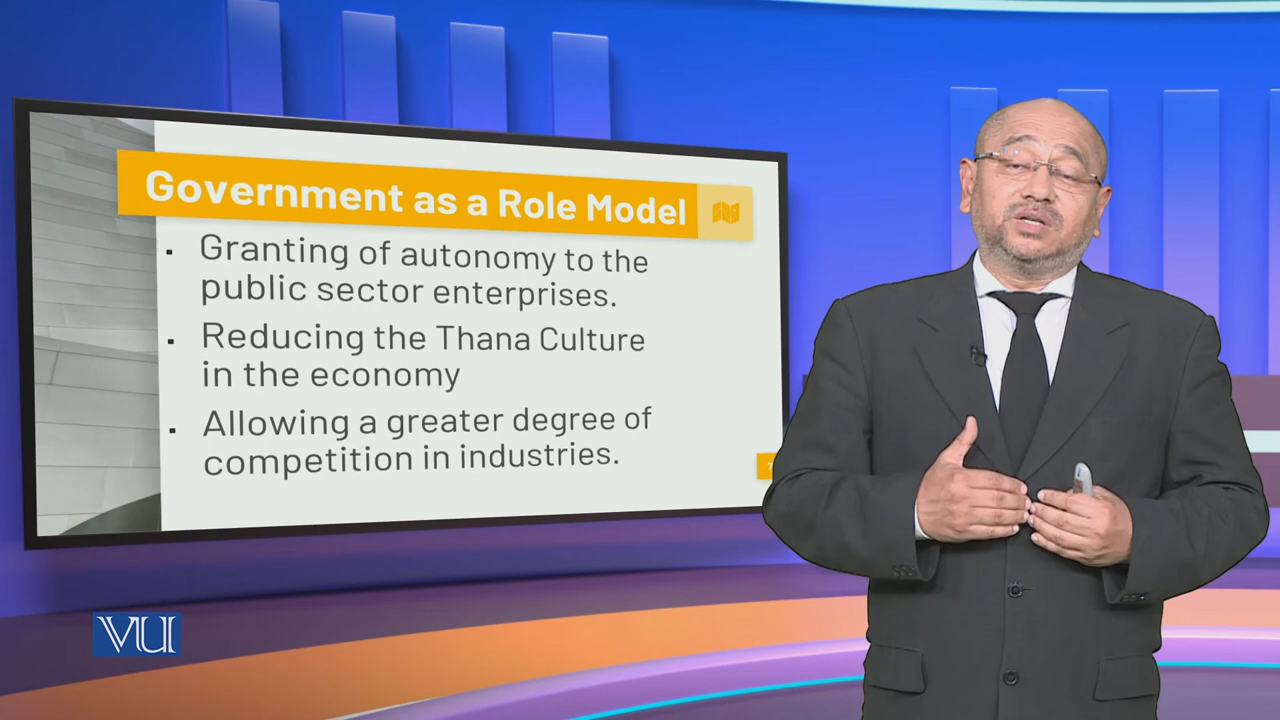 Government as a Role Model
▪ Granting of autonomy to the
public sector enterprises.
▪ Reducing the Thana Culture
in the economy
▪ Allowing a greater degree of
competition in industries.
VU